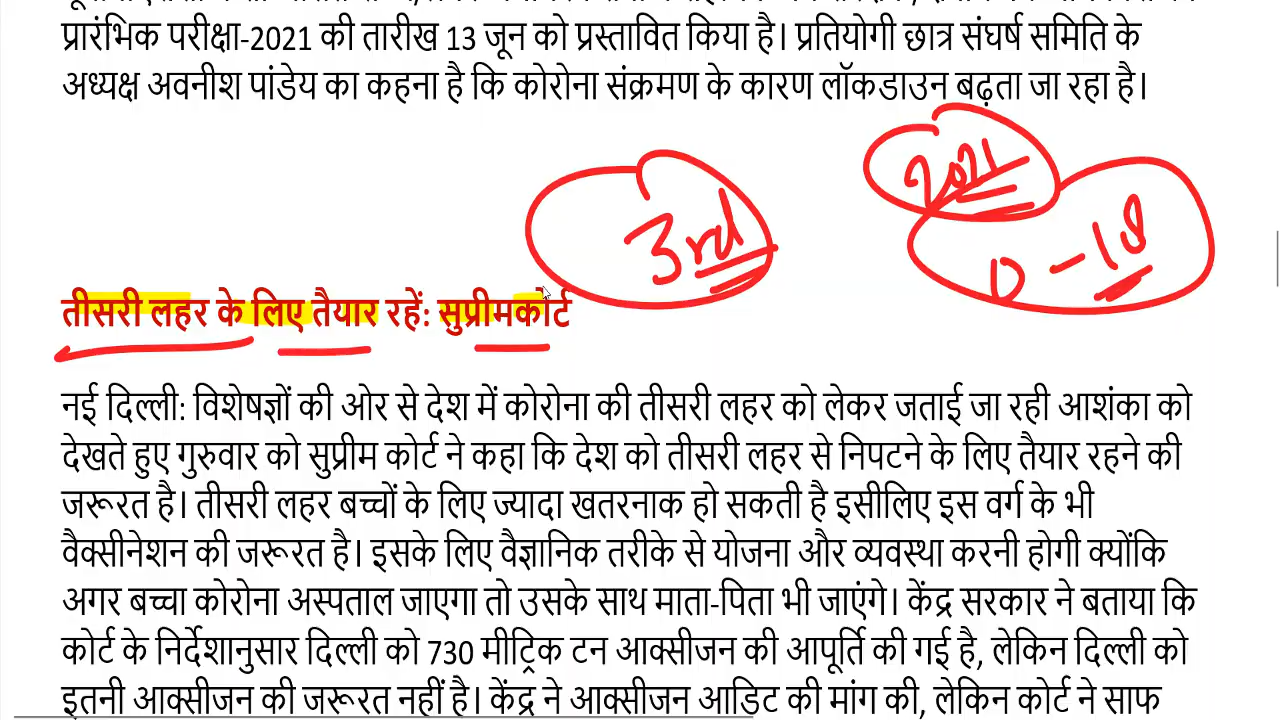 प्रारंभिक परीक्षा-2021 की तारीख 13 जून को प्रस्तावित किया है। प्रतियोगी छात्र संघर्ष समिति के
अध्यक्ष अवनीश पांडेय का कहना है कि कोरोना संक्रमण के कारण लॉकडाउन बढ़ता जा रहा है।
2021
3rd
0-18
तीसरी लहर के लिए तैयार रहें: सुप्रीमकोर्ट
नई दिल्ली: विशेषज्ञों की ओर से देश में कोरोना की तीसरी लहर को लेकर जताई जा रही आशंका को
देखते हुए गुरुवार को सुप्रीम कोर्ट ने कहा कि देश को तीसरी लहर से निपटने के लिए तैयार रहने की
जरूरत है। तीसरी लहर बच्चों के लिए ज्यादा खतरनाक हो सकती है इसीलिए इस वर्ग के भी
वैक्सीनेशन की जरूरत है। इसके लिए वैज्ञानिक तरीके से योजना और व्यवस्था करनी होगी क्योंकि
अगर बच्चा कोरोना अस्पताल जाएगा तो उसके साथ माता-पिता भी जाएंगे। केंद्र सरकार ने बताया कि
कोर्ट के निर्देशानुसार दिल्ली को 730 मीट्रिक टन आक्सीजन की आपूर्ति की गई है, लेकिन दिल्ली को
इतनी आक्सीजन की जरूरत नहीं है। केंद्र ने आक्सीजन आडिट की मांग की, लेकिन कोर्ट ने साफ